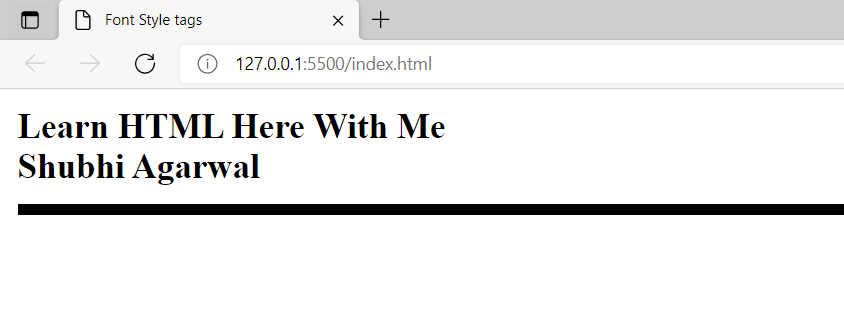 Font Style tags
127.0.0.1:5500/index.html
Learn HTML Here With Me
Shubhi Agarwal